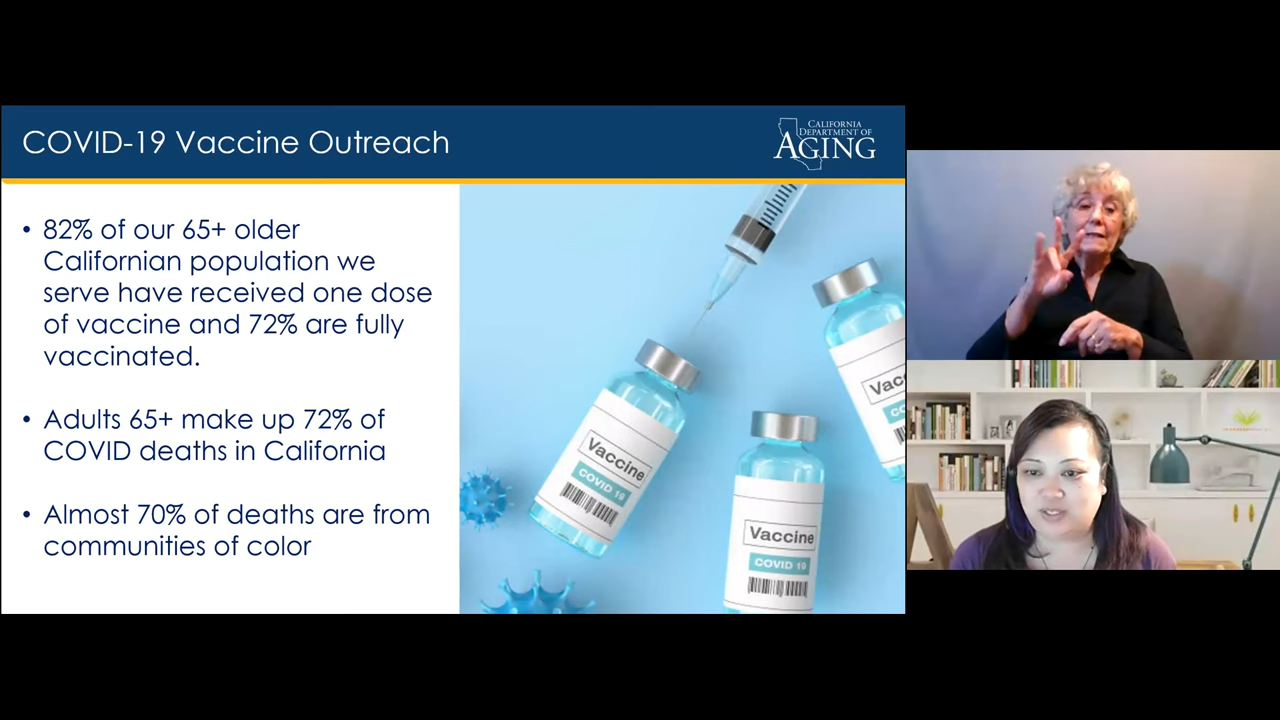 COVID-19 Vaccine Outreach
CALIFORNIA
DEPARTMENT OF
AGING
• 82% of our 65+ older
Californian population we
serve have received one dose
of vaccine and 72% are fully
vaccinated.
• Adults 65+ make up 72% of
COVID deaths in California
• Almost 70% of deaths are from
communities of color
Vaccine
COVID 19
Vaccine
COVID 19
Vacc
CO